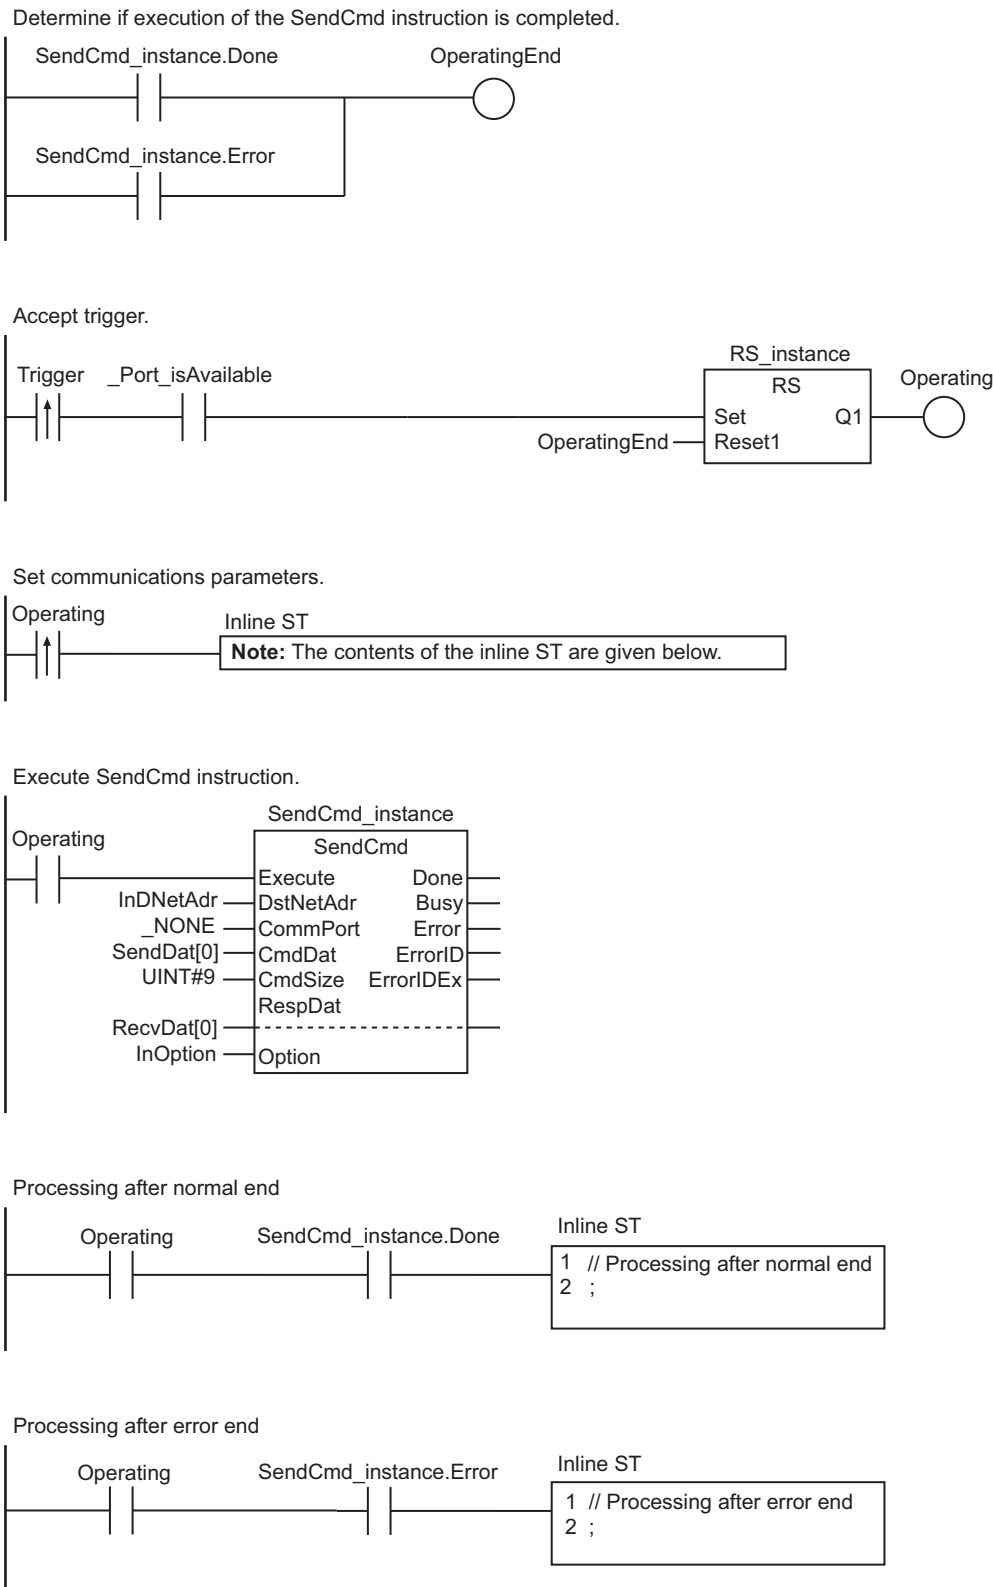 Determine if execution of the SendCmd instruction is completed.
SendCmd_instance.Done
OperatingEnd
SendCmd_instance.Error
Accept trigger.
Trigger
_Port_isAvailable
RS_instance
RS
Operating
Set
Q1
OperatingEnd
Reset1
Set communications parameters.
Operating
Inline ST
Note: The contents of the inline ST are given below.
Execute SendCmd instruction.
SendCmd_instance
Operating
SendCmd
Execute
Done
InDNetAdr
DstNetAdr
Busy
_NONE
CommPort
Error
SendDat[0]
CmdDat
ErrorID
UINT#9
CmdSize
ErrorIDEx
RespDat
RecvDat[0]
InOption
Option
Processing after normal end
Operating
SendCmd_instance.Done
Inline ST
1 // Processing after normal end
2 ;
Processing after error end
Operating
SendCmd_instance.Error
Inline ST
1 // Processing after error end
2 ;